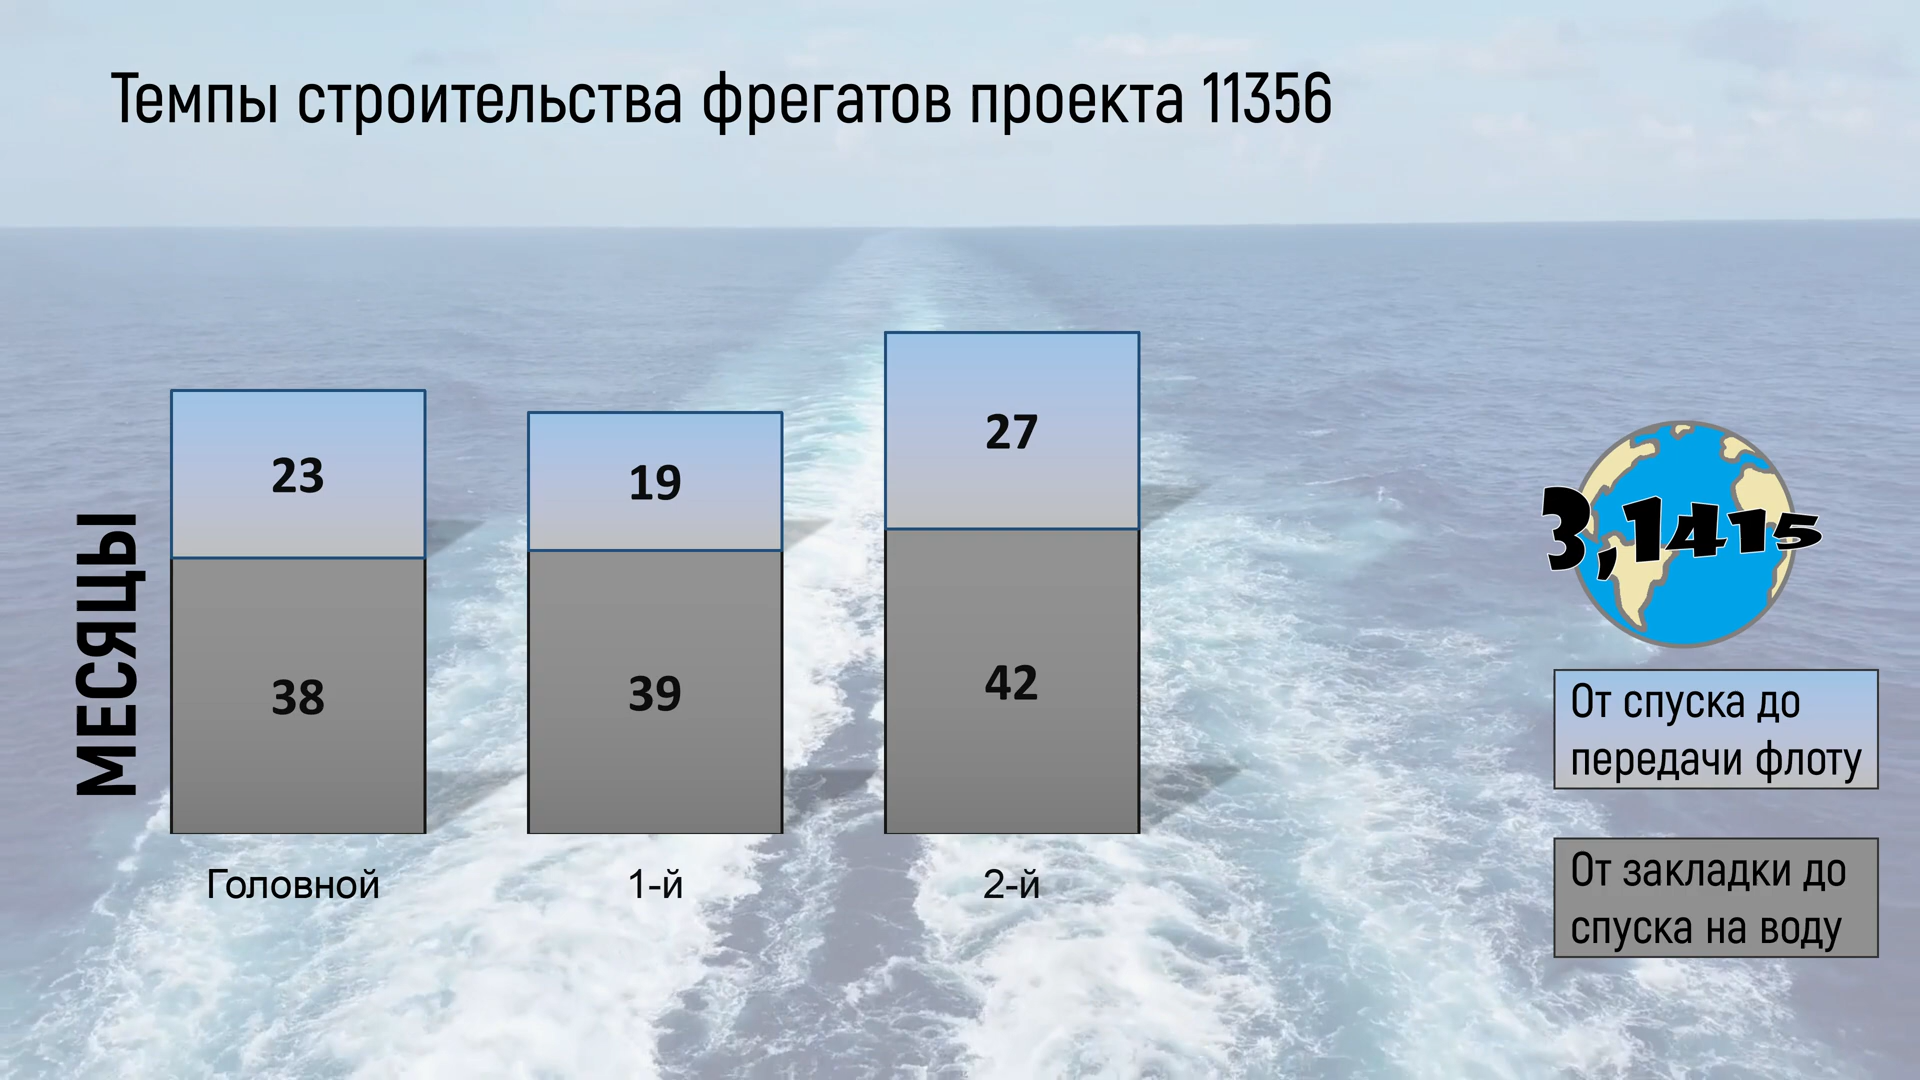 Темпы строительства фрегатов проекта 11356
МЕСЯЦЫ
23
19
27
38
39
42
Головной
1-й
2-й
3,1415
От спуска до
передачи флоту
От закладки до
спуска на воду